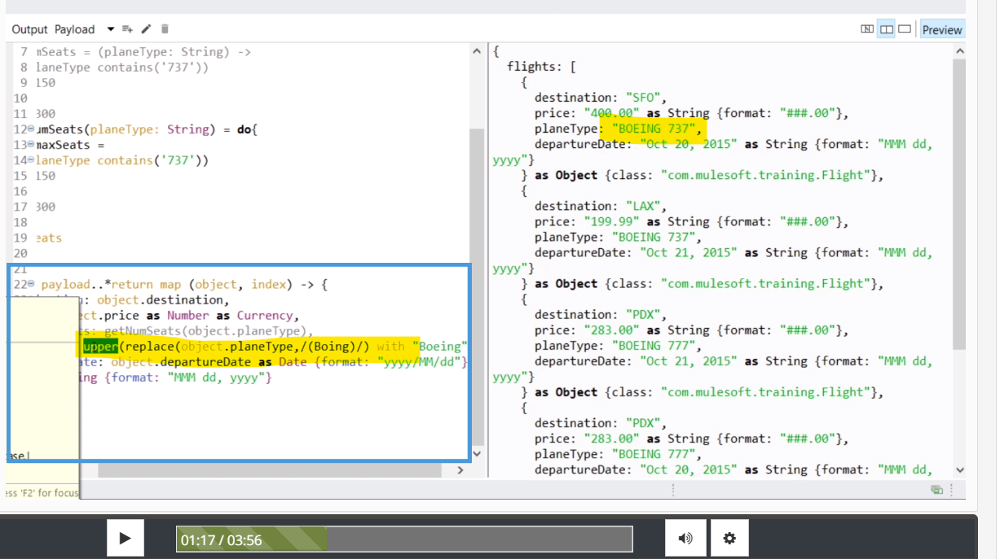 Output Payload
Preview
7 mSeats = (planeType: String) ->
8 laneType contains('737'))
9 150
10
11 300
12 umSeats(planeType: String) = do{
13 maxSeats =
14 laneType contains('737'))
15 150
16
17 300
18
19 eats
20
21
22 payload..*return map (object, index) -> {
: object.destination,
ect.price as Number as Currency,
ts: getNumSeats(object.planeType),
upper(replace(object.planeType,/(Boing)/) with "Boeing"
ate: object.departureDate as Date {format: "yyyy/MM/dd"}
ing {format: "MMM dd, yyyy"}
ase.
ess 'F2' for focus
{
flights: [
{
destination: "SFO",
price: "400.00" as String {format: "###.00"},
planeType: "BOEING 737",
departureDate: "Oct 20, 2015" as String {format: "MMM dd,
yyyy"}
} as Object {class: "com.mulesoft.training.Flight"},
{
destination: "LAX",
price: "199.99" as String {format: "###.00"},
planeType: "BOEING 737",
departureDate: "Oct 21, 2015" as String {format: "MMM dd,
yyyy"}
} as Object {class: "com.mulesoft.training.Flight"},
{
destination: "PDX",
price: "283.00" as String {format: "###.00"},
planeType: "BOEING 777",
departureDate: "Oct 21, 2015" as String {format: "MMM dd,
yyyy"}
} as Object {class: "com.mulesoft.training.Flight"},
{
destination: "PDX",
price: "283.00" as String {format: "###.00"},
planeType: "BOEING 777",
departureDate: "Oct 20, 2015" as String {format: "MMM dd,
01:17 / 03:56